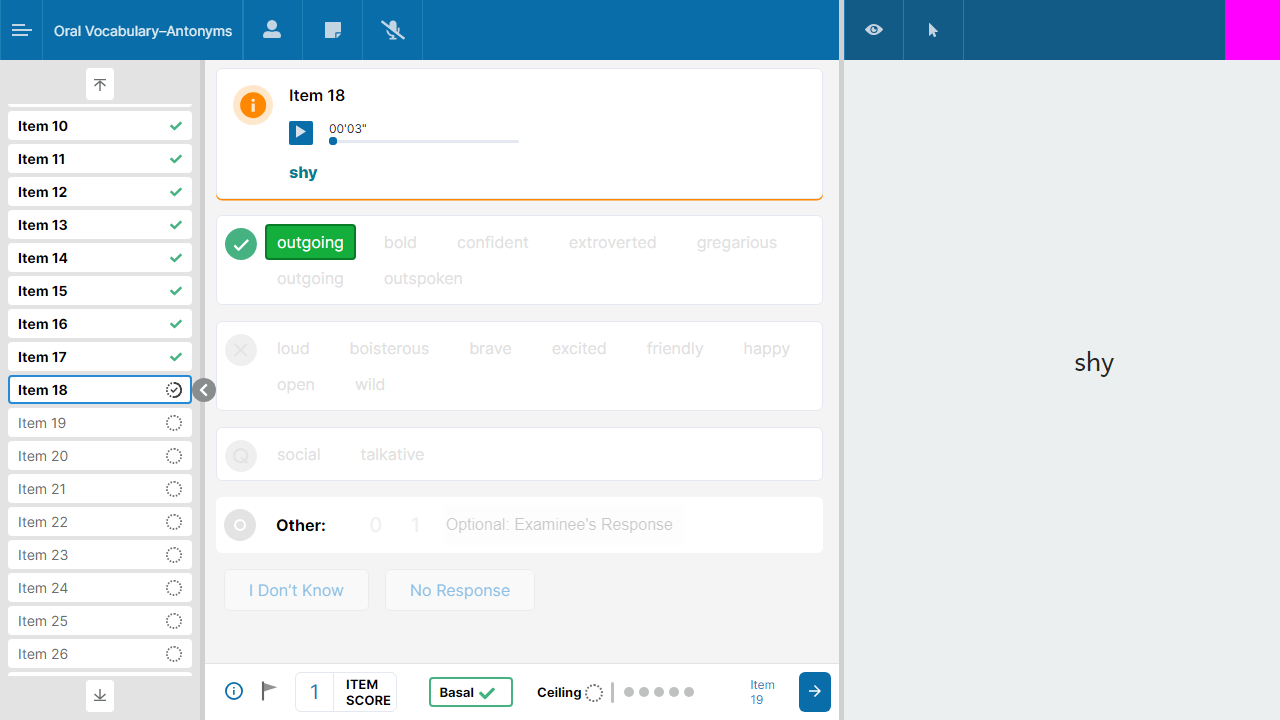 Oral Vocabulary–Antonyms
Item 10
Item 11
Item 12
Item 13
Item 14
Item 15
Item 16
Item 17
Item 18
Item 19
Item 20
Item 21
Item 22
Item 23
Item 24
Item 25
Item 26
Item 18
00'03"
shy
outgoing bold confident extroverted gregarious
outgoing outspoken
loud boisterous brave excited friendly happy
open wild
Q social talkative
Other: 0 1 Optional: Examinee's Response
I Don't Know No Response
1 ITEM SCORE Basal Ceiling Item 19
shy